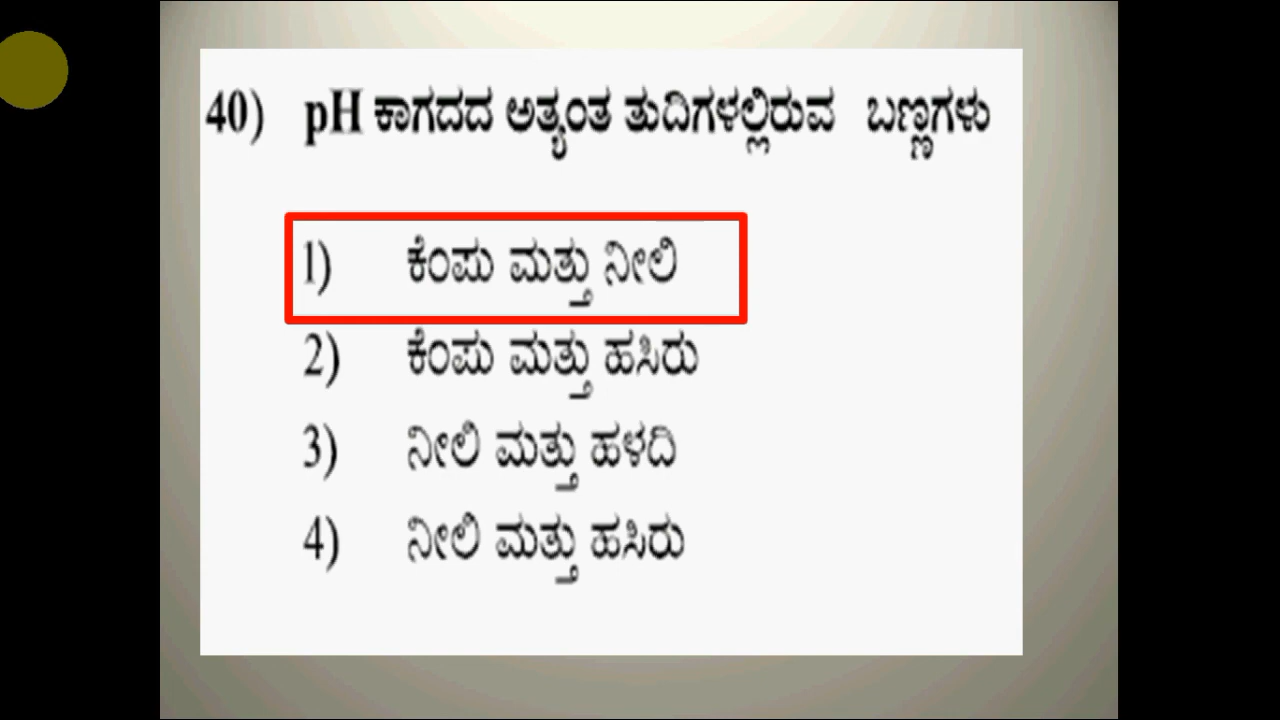 40) pH ಕಾಗದದ ಅತ್ಯಂತ ತುದಿಗಳಲ್ಲಿರುವ ಬಣ್ಣಗಳು
1) ಕೆಂಪು ಮತ್ತು ನೀಲಿ
2) ಕೆಂಪು ಮತ್ತು ಹಸಿರು
3) ನೀಲಿ ಮತ್ತು ಹಳದಿ
4) ನೀಲಿ ಮತ್ತು ಹಸಿರು